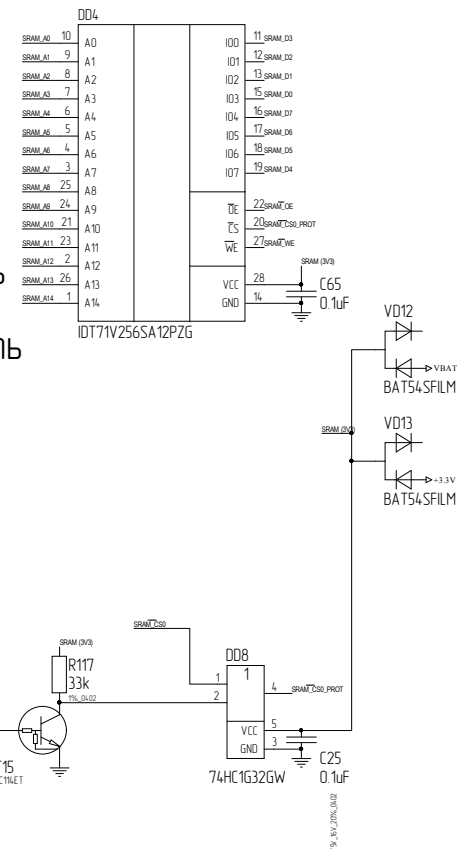 DD4
SRAM_A0 10 A0 IO0 11 SRAM_D3
SRAM_A1 9 A1 IO1 12 SRAM_D2
SRAM_A2 8 A2 IO2 13 SRAM_D1
SRAM_A3 7 A3 IO3 15 SRAM_D0
SRAM_A4 6 A4 IO4 16 SRAM_D7
SRAM_A5 5 A5 IO5 17 SRAM_D6
SRAM_A6 4 A6 IO6 18 SRAM_D5
SRAM_A7 3 A7 IO7 19 SRAM_D4
SRAM_A8 25 A8
SRAM_A9 24 A9 OE 22 SRAM_OE
SRAM_A10 21 A10 CS 20 SRAM_CS0_PROT
SRAM_A11 23 A11 WE 27 SRAM_WE
SRAM_A12 2 A12
SRAM (3V3)
SRAM_A13 26 A13 VCC 28
SRAM_A14 1 A14 GND 14
C65
0.1uF
IDT71V256SA12PZG
VD12
VBAT
BAT54SFILM
SRAM (3V3)
VD13
+3.3V
BAT54SFILM
SRAM_CS0
SRAM (3V3)
R117
33k
1%_0402
DD8
1 1 4 SRAM_CS0_PROT
2
VCC 5
GND 3
74HC1G32GW
C25
0.1uF